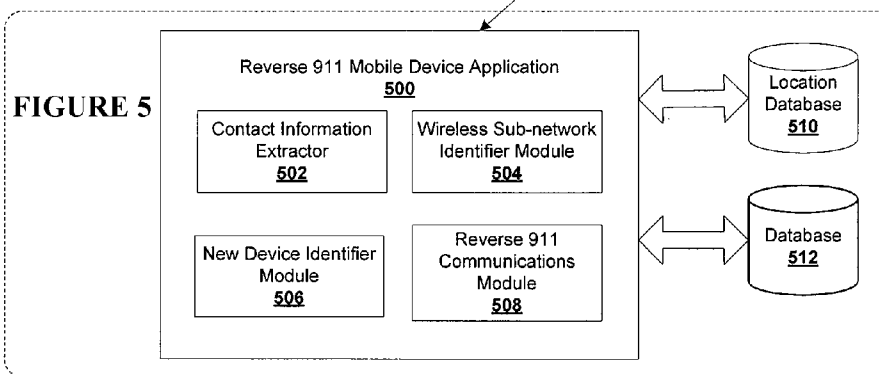 FIGURE 5
Reverse 911 Mobile Device Application
500
Contact Information
Extractor
502
Wireless Sub-network
Identifier Module
504
New Device Identifier
Module
506
Reverse 911
Communications
Module
508
Location
Database
510
Database
512